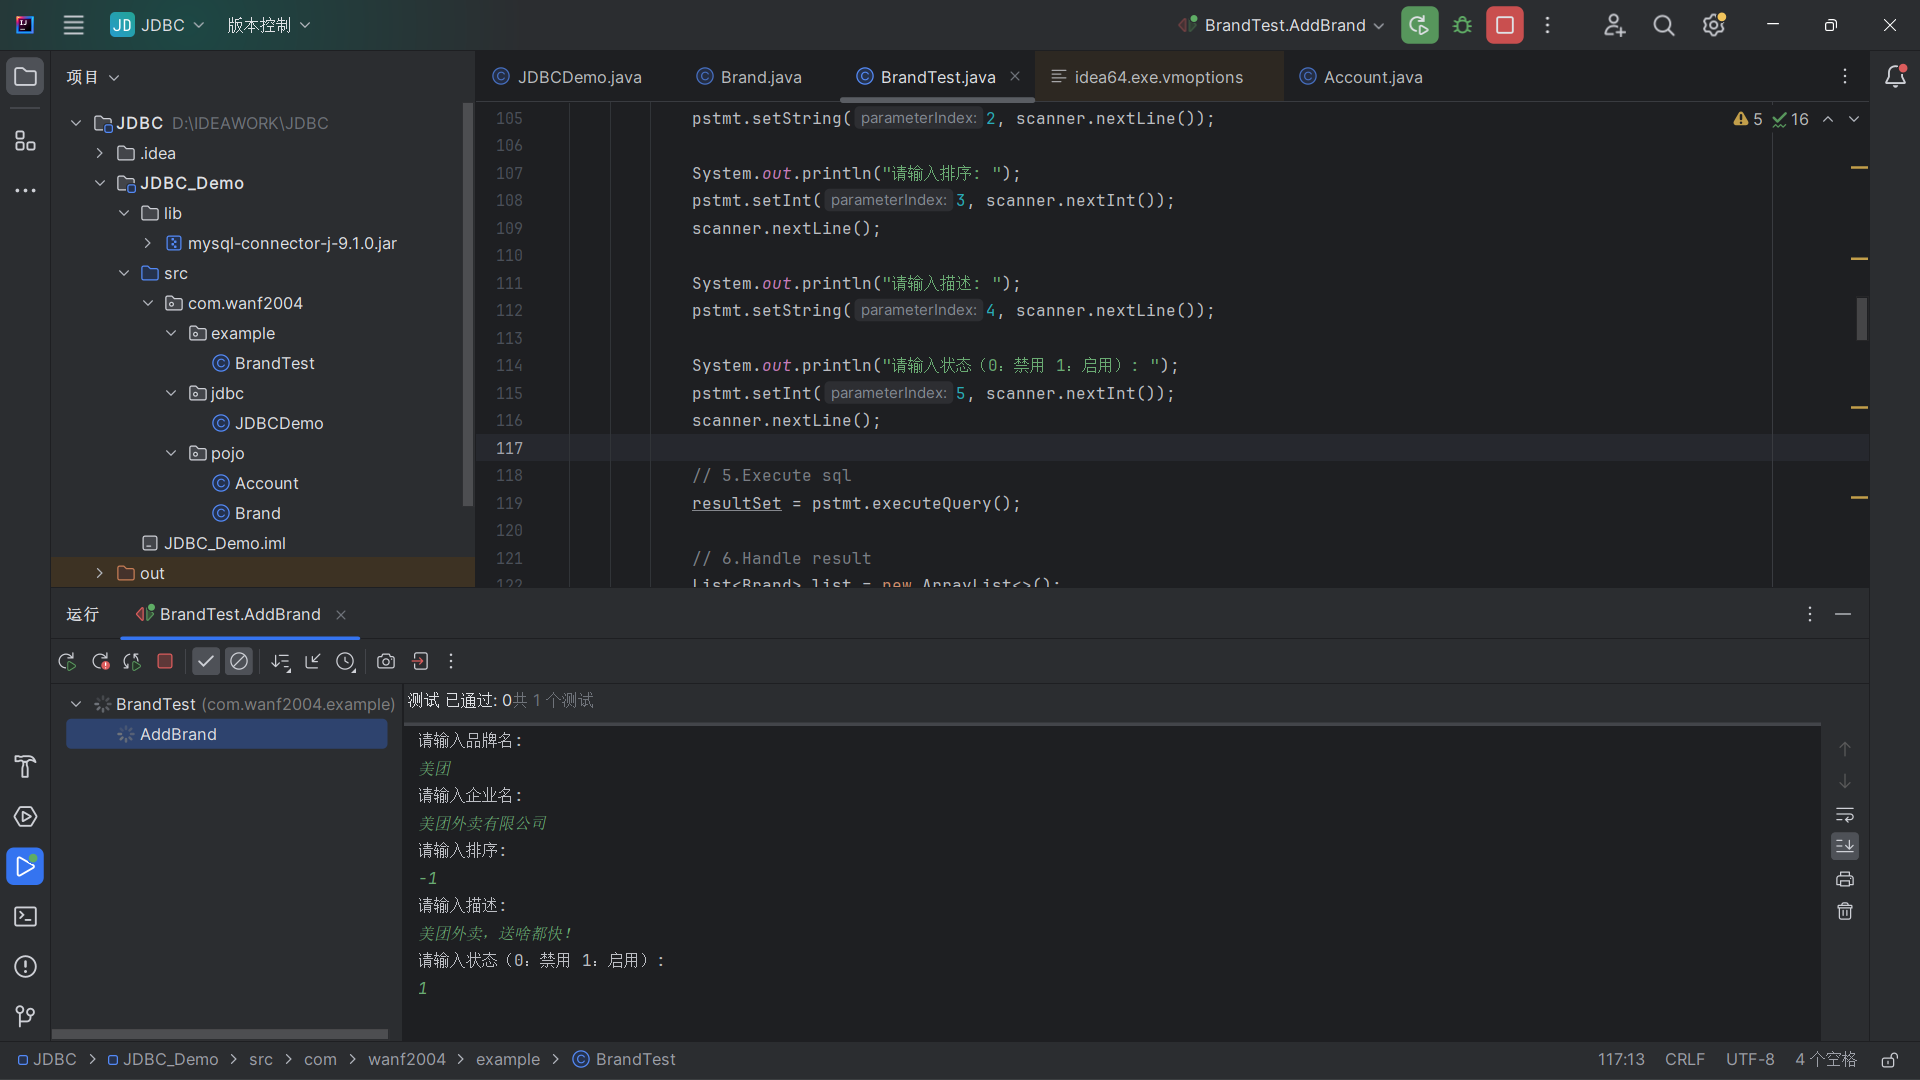 JD JDBC 版本控制 BrandTest.AddBrand
项目
JDBC D:\IDEAWORK\JDBC
.idea
JDBC_Demo
lib
mysql-connector-j-9.1.0.jar
src
com.wanf2004
example
BrandTest
jdbc
JDBCDemo
pojo
Account
Brand
JDBC_Demo.iml
out
JDBCDemo.java Brand.java BrandTest.java idea64.exe.vmoptions Account.java
5 16
105 pstmt.setString( parameterIndex: 2, scanner.nextLine());
106
107 System.out.println("请输入排序: ");
108 pstmt.setInt( parameterIndex: 3, scanner.nextInt());
109 scanner.nextLine();
110
111 System.out.println("请输入描述: ");
112 pstmt.setString( parameterIndex: 4, scanner.nextLine());
113
114 System.out.println("请输入状态（0：禁用 1：启用）: ");
115 pstmt.setInt( parameterIndex: 5, scanner.nextInt());
116 scanner.nextLine();
117
118 // 5.Execute sql
119 resultSet = pstmt.executeQuery();
120
121 // 6.Handle result
122 List<Brand> list = new ArrayList<>();
运行 BrandTest.AddBrand
BrandTest (com.wanf2004.example)
AddBrand
测试 已通过: 0共 1 个测试
请输入品牌名:
美团
请输入企业名:
美团外卖有限公司
请输入排序:
-1
请输入描述:
美团外卖，送啥都快！
请输入状态（0：禁用 1：启用）:
1
JDBC > JDBC_Demo > src > com > wanf2004 > example > BrandTest
117:13 CRLF UTF-8 4 个空格